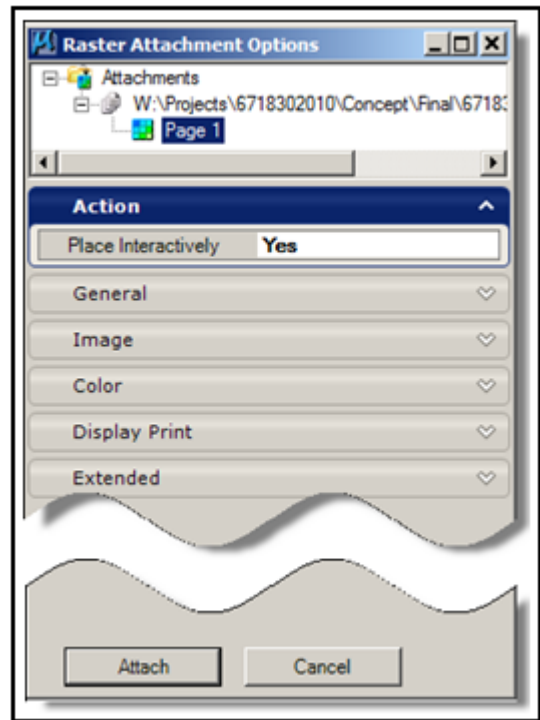 Raster Attachment Options
Attachments
W:\Projects\6718302010\Concept\Final\6718
Page 1
Action
Place Interactively Yes
General
Image
Color
Display Print
Extended
Attach Cancel